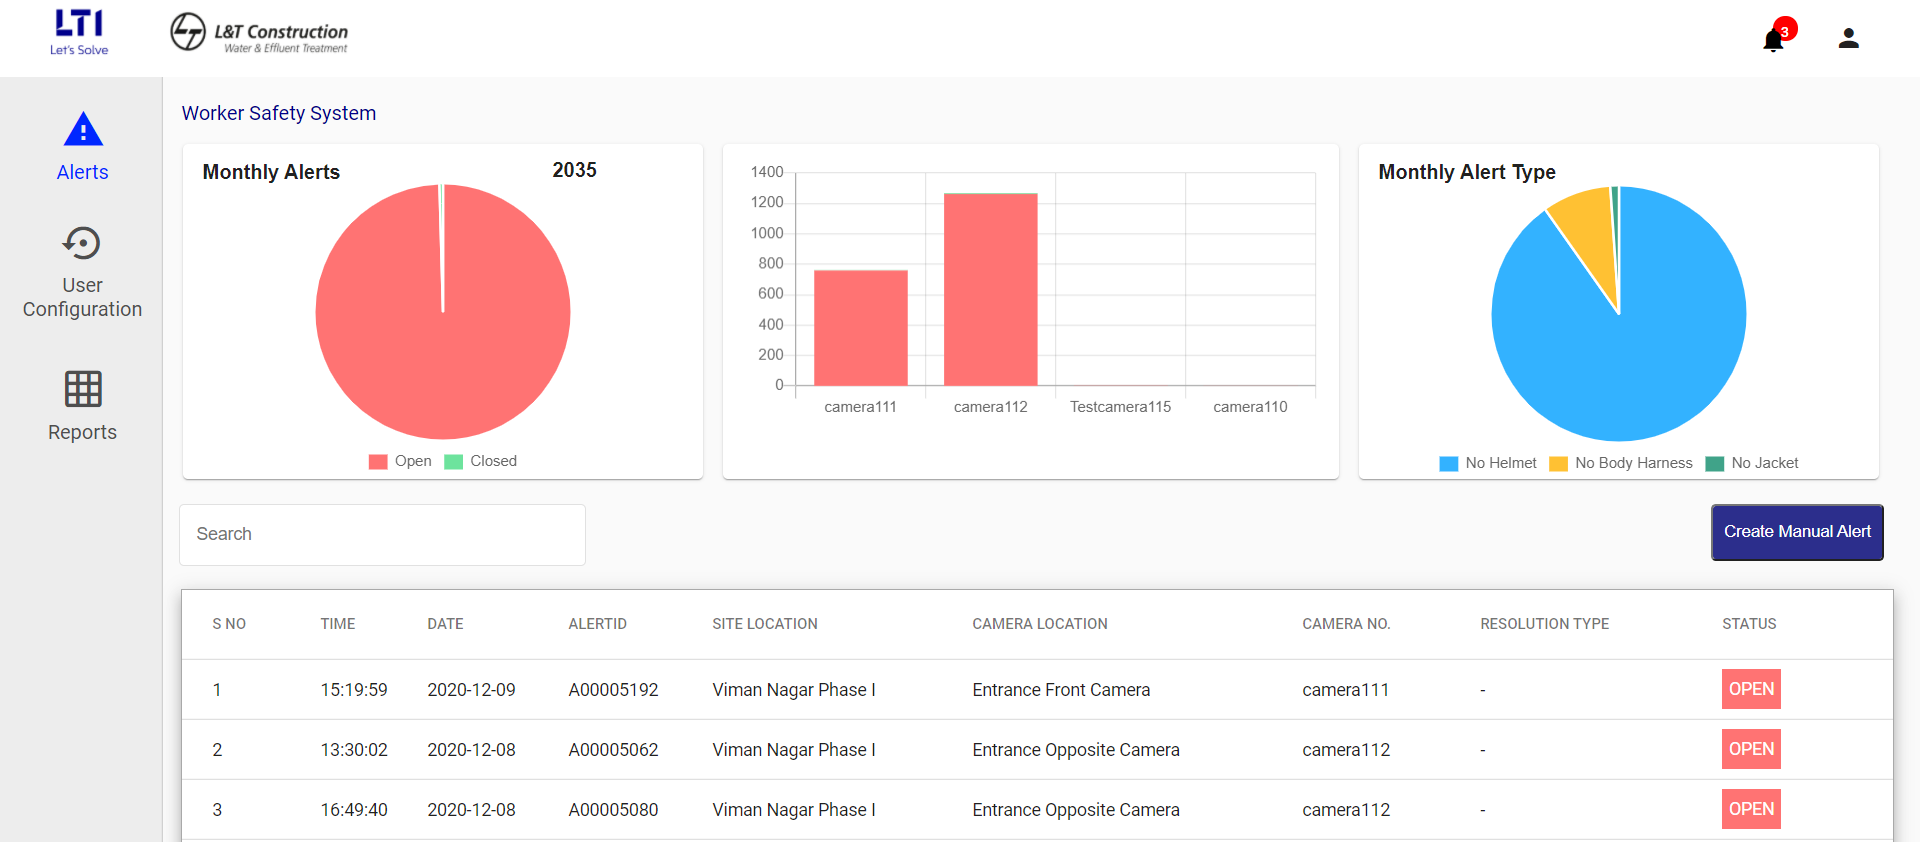 LTI
Let's Solve
L&T Construction
Water & Effluent Treatment
3
Alerts
User
Configuration
Reports
Worker Safety System
Monthly Alerts
2035
Open
Closed
1400
1200
1000
800
600
400
200
0
camera111
camera112
Testcamera115
camera110
Monthly Alert Type
No Helmet
No Body Harness
No Jacket
Search
Create Manual Alert
S NO TIME DATE ALERTID SITE LOCATION CAMERA LOCATION CAMERA NO. RESOLUTION TYPE STATUS
1 15:19:59 2020-12-09 A00005192 Viman Nagar Phase I Entrance Front Camera camera111 - OPEN
2 13:30:02 2020-12-08 A00005062 Viman Nagar Phase I Entrance Opposite Camera camera112 - OPEN
3 16:49:40 2020-12-08 A00005080 Viman Nagar Phase I Entrance Opposite Camera camera112 - OPEN